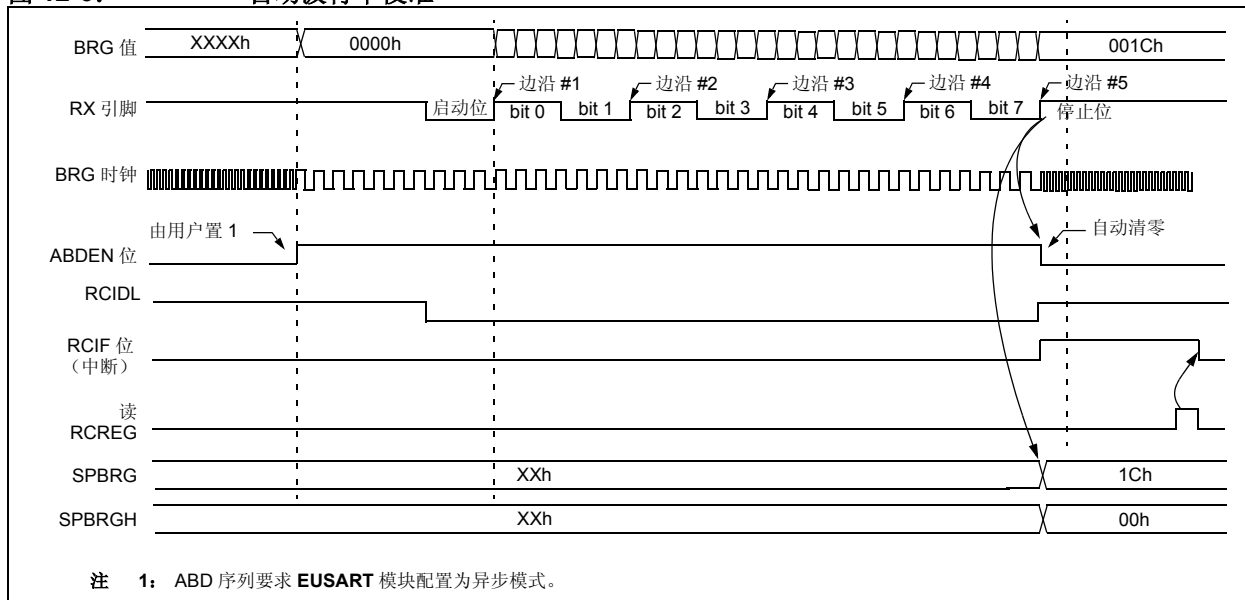 BRG 值 XXXXh 0000h 001Ch
边沿 #1 边沿 #2 边沿 #3 边沿 #4 边沿 #5
RX 引脚 启动位 bit 0 bit 1 bit 2 bit 3 bit 4 bit 5 bit 6 bit 7 停止位
BRG 时钟
由用户置 1 自动清零
ABDEN 位
RCIDL
RCIF 位
（中断）
读
RCREG
SPBRG XXh 1Ch
SPBRGH XXh 00h
注 1： ABD 序列要求 EUSART 模块配置为异步模式。